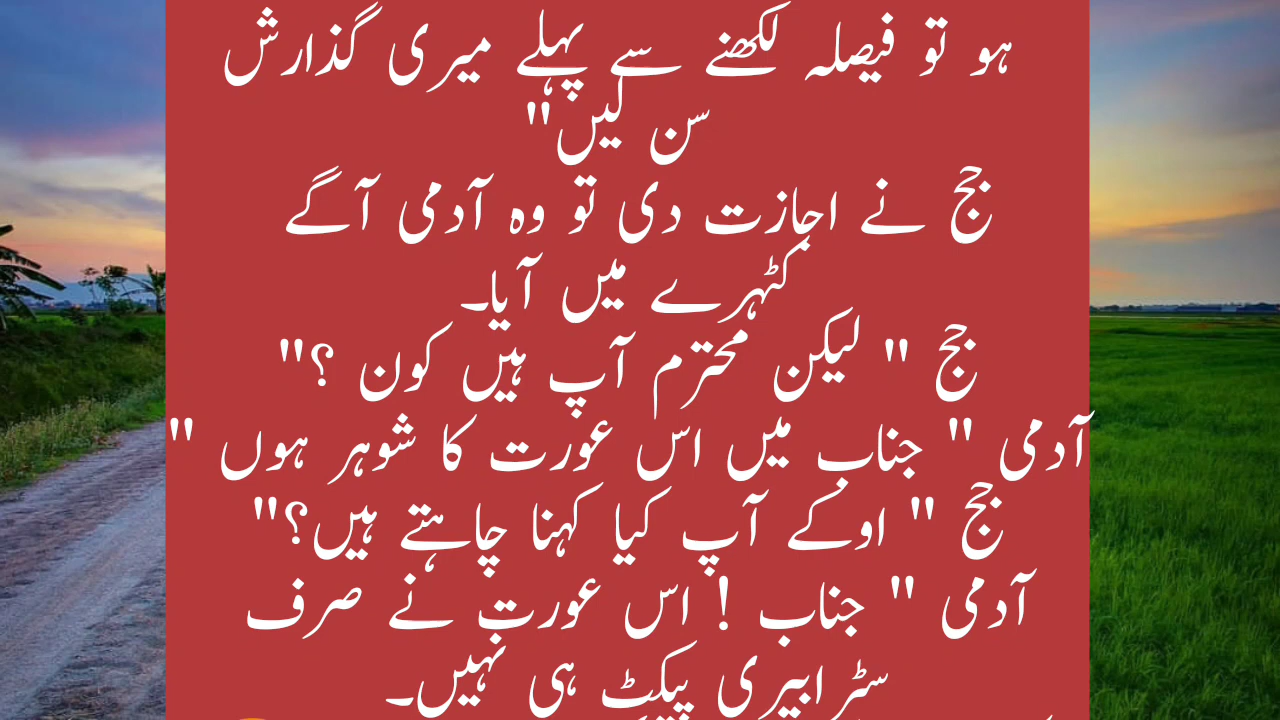 ہو تو فیصلہ لکھنے سے پہلے میری گذارش
سن لیں"
جج نے اجازت دی تو وہ آدمی آگے
کٹہرے میں آیا۔
جج " لیکن محترم آپ ہیں کون ؟"
آدمی " جناب میں اس عورت کا شوہر ہوں "
جج " اوکے آپ کیا کہنا چاہتے ہیں؟"
آدمی " جناب ! اس عورت نے صرف
سٹرابیری پیکٹ ہی نہیں۔